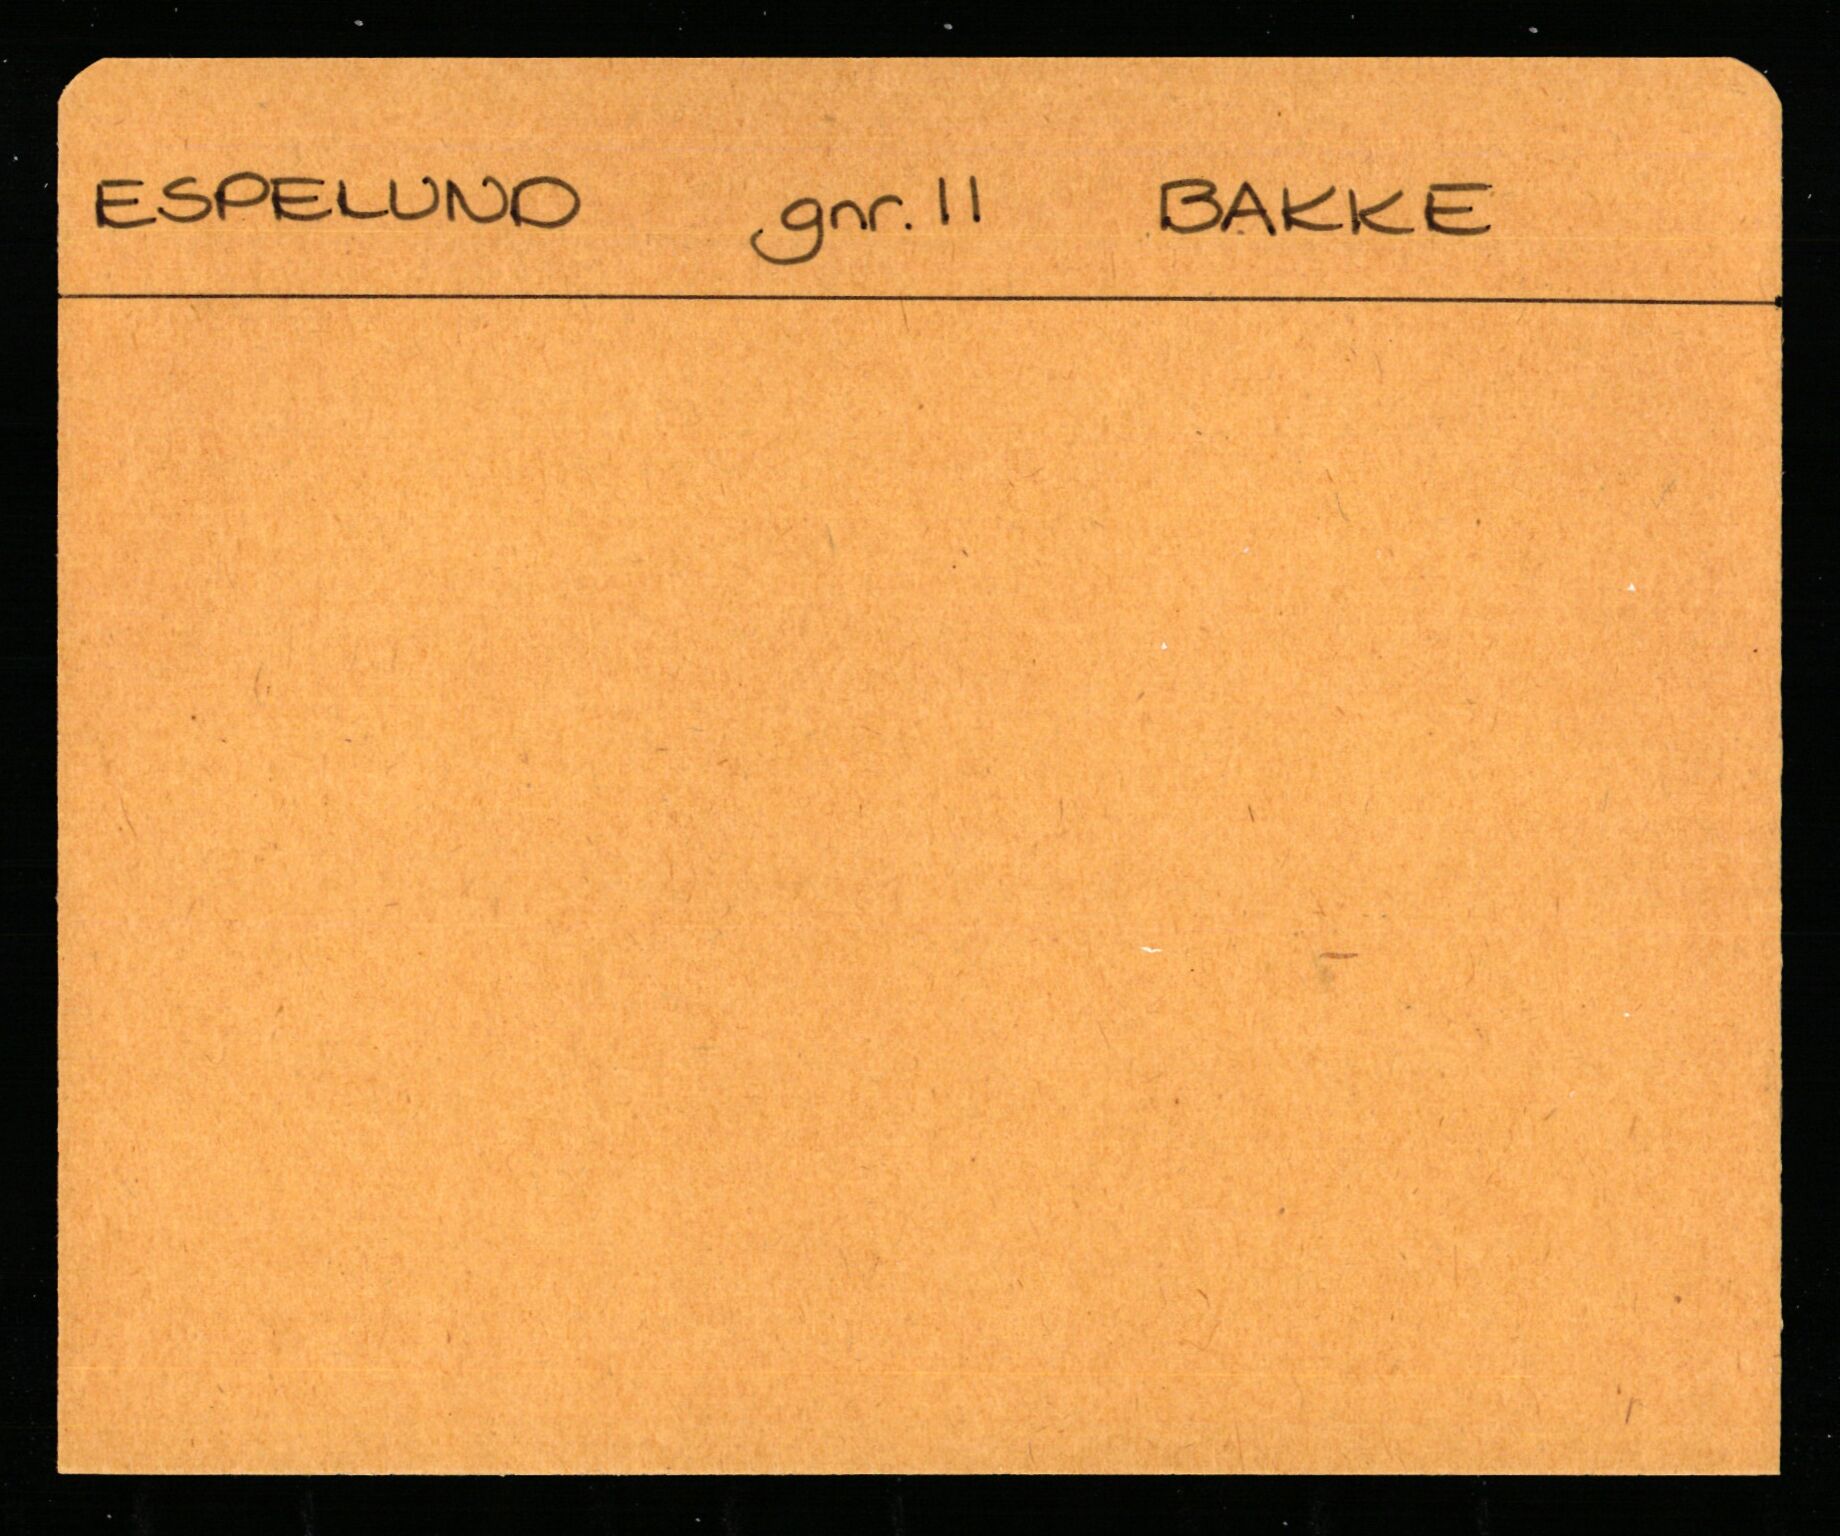 ESPELUND gnr. 11 BAKKE